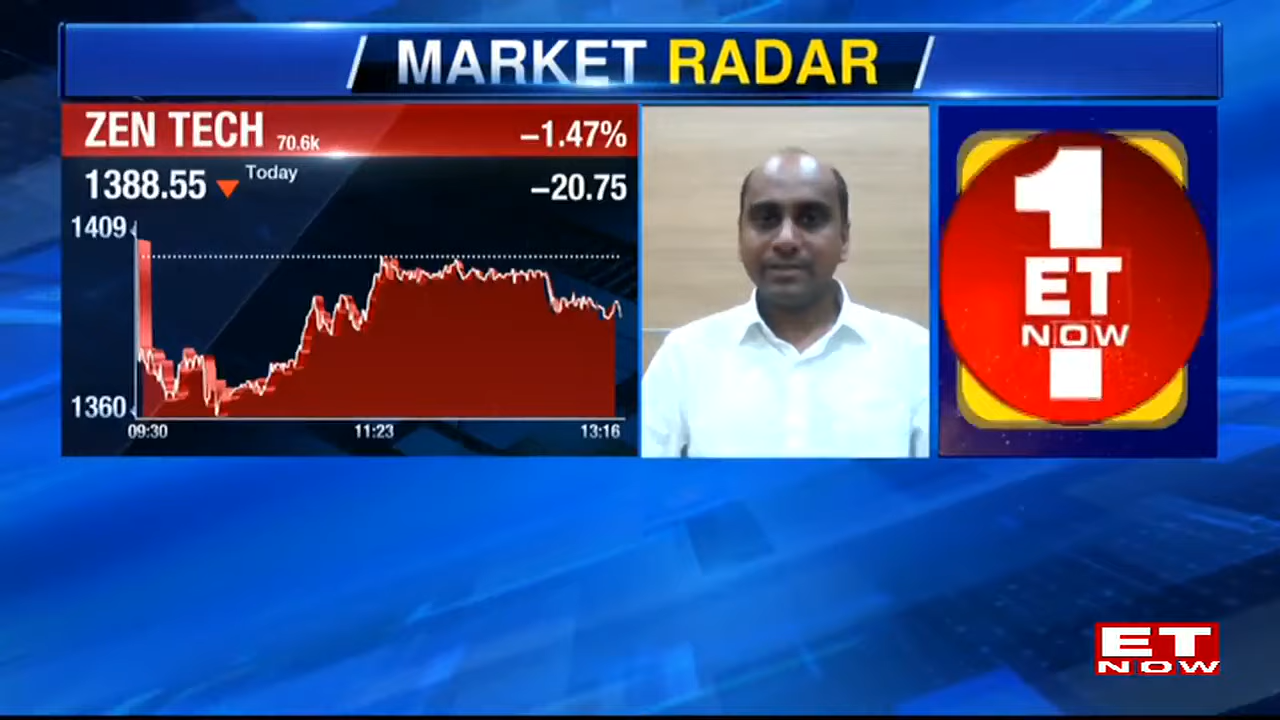 MARKET RADAR
ZEN TECH 70.6k –1.47%
1388.55 Today –20.75
1409
1360
09:30 11:23 13:16
1
ET
NOW
ET
NOW